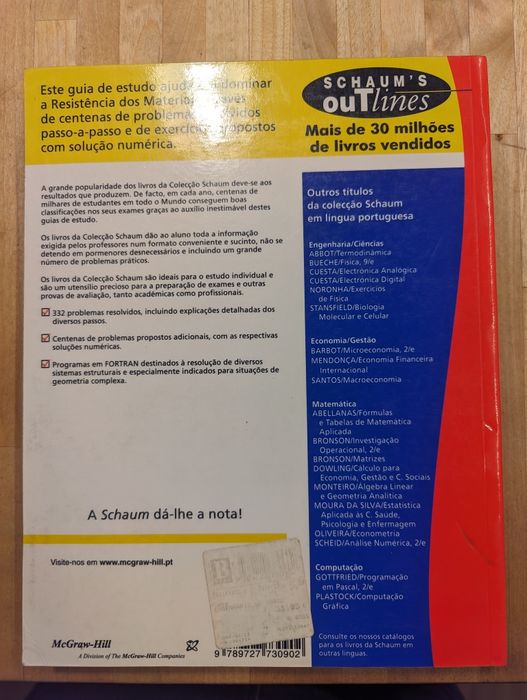 Este guia de estudo ajuda a dominar
a Resistência dos Materiais através
de centenas de problemas resolvidos
passo-a-passo e de exercícios propostos
com solução numérica.
SCHAUM'S
ouTlines
Mais de 30 milhões
de livros vendidos
A grande popularidade dos livros da Colecção Schaum deve-se aos
resultados que produzem. De facto, em cada ano, centenas de
milhares de estudantes em todo o Mundo conseguem boas
classificações nos seus exames graças ao auxílio inestimável destes
guias de estudo.
Os livros da Colecção Schaum dão ao aluno toda a informação
exigida pelos professores num formato conveniente e sucinto, não se
detendo em pormenores desnecessários e incluindo um grande
número de problemas práticos.
Os livros da Colecção Schaum são ideais para o estudo individual e
são um utensílio precioso para a preparação de exames e outras
provas de avaliação, tanto académicas como profissionais.
332 problemas resolvidos, incluindo explicações detalhadas dos
diversos passos.
Centenas de problemas propostos adicionais, com as respectivas
soluções numéricas.
Programas em FORTRAN destinados à resolução de diversos
sistemas estruturais e especialmente indicados para situações de
geometria complexa.
A Schaum dá-lhe a nota!
Visite-nos em www.mcgraw-hill.pt
McGraw-Hill
A Division of The McGraw-Hill Companies
Outros títulos
da colecção Schaum
em língua portuguesa
Engenharia/Ciências
ABBOT/Termodinâmica
BUECHE/Física, 9/e
CUESTA/Electrónica Analógica
CUESTA/Electrónica Digital
NORONHA/Exercícios
de Física
STANSFIELD/Biologia
Molecular e Celular
Economia/Gestão
BARBOT/Microeconomia, 2/e
MENDONÇA/Economia Financeira
Internacional
SANTOS/Macroeconomia
Matemática
ABELLANAS/Fórmulas
e Tabelas de Matemática
Aplicada
BRONSON/Investigação
Operacional, 2/e
BRONSON/Matrizes
DOWLING/Cálculo para
Economia, Gestão e C. Sociais
MONTEIRO/Álgebra Linear
e Geometria Analítica
MOURA DA SILVA/Estatística
Aplicada às C. Saúde,
Psicologia e Enfermagem
OLIVEIRA/Econometria
SCHEID/Análise Numérica, 2/e
Computação
GOTTFRIED/Programação
em Pascal, 2/e
PLASTOCK/Computação
Gráfica
Consulte os nossos catálogos
para os livros da Schaum em
outras línguas.
9 789727 730902